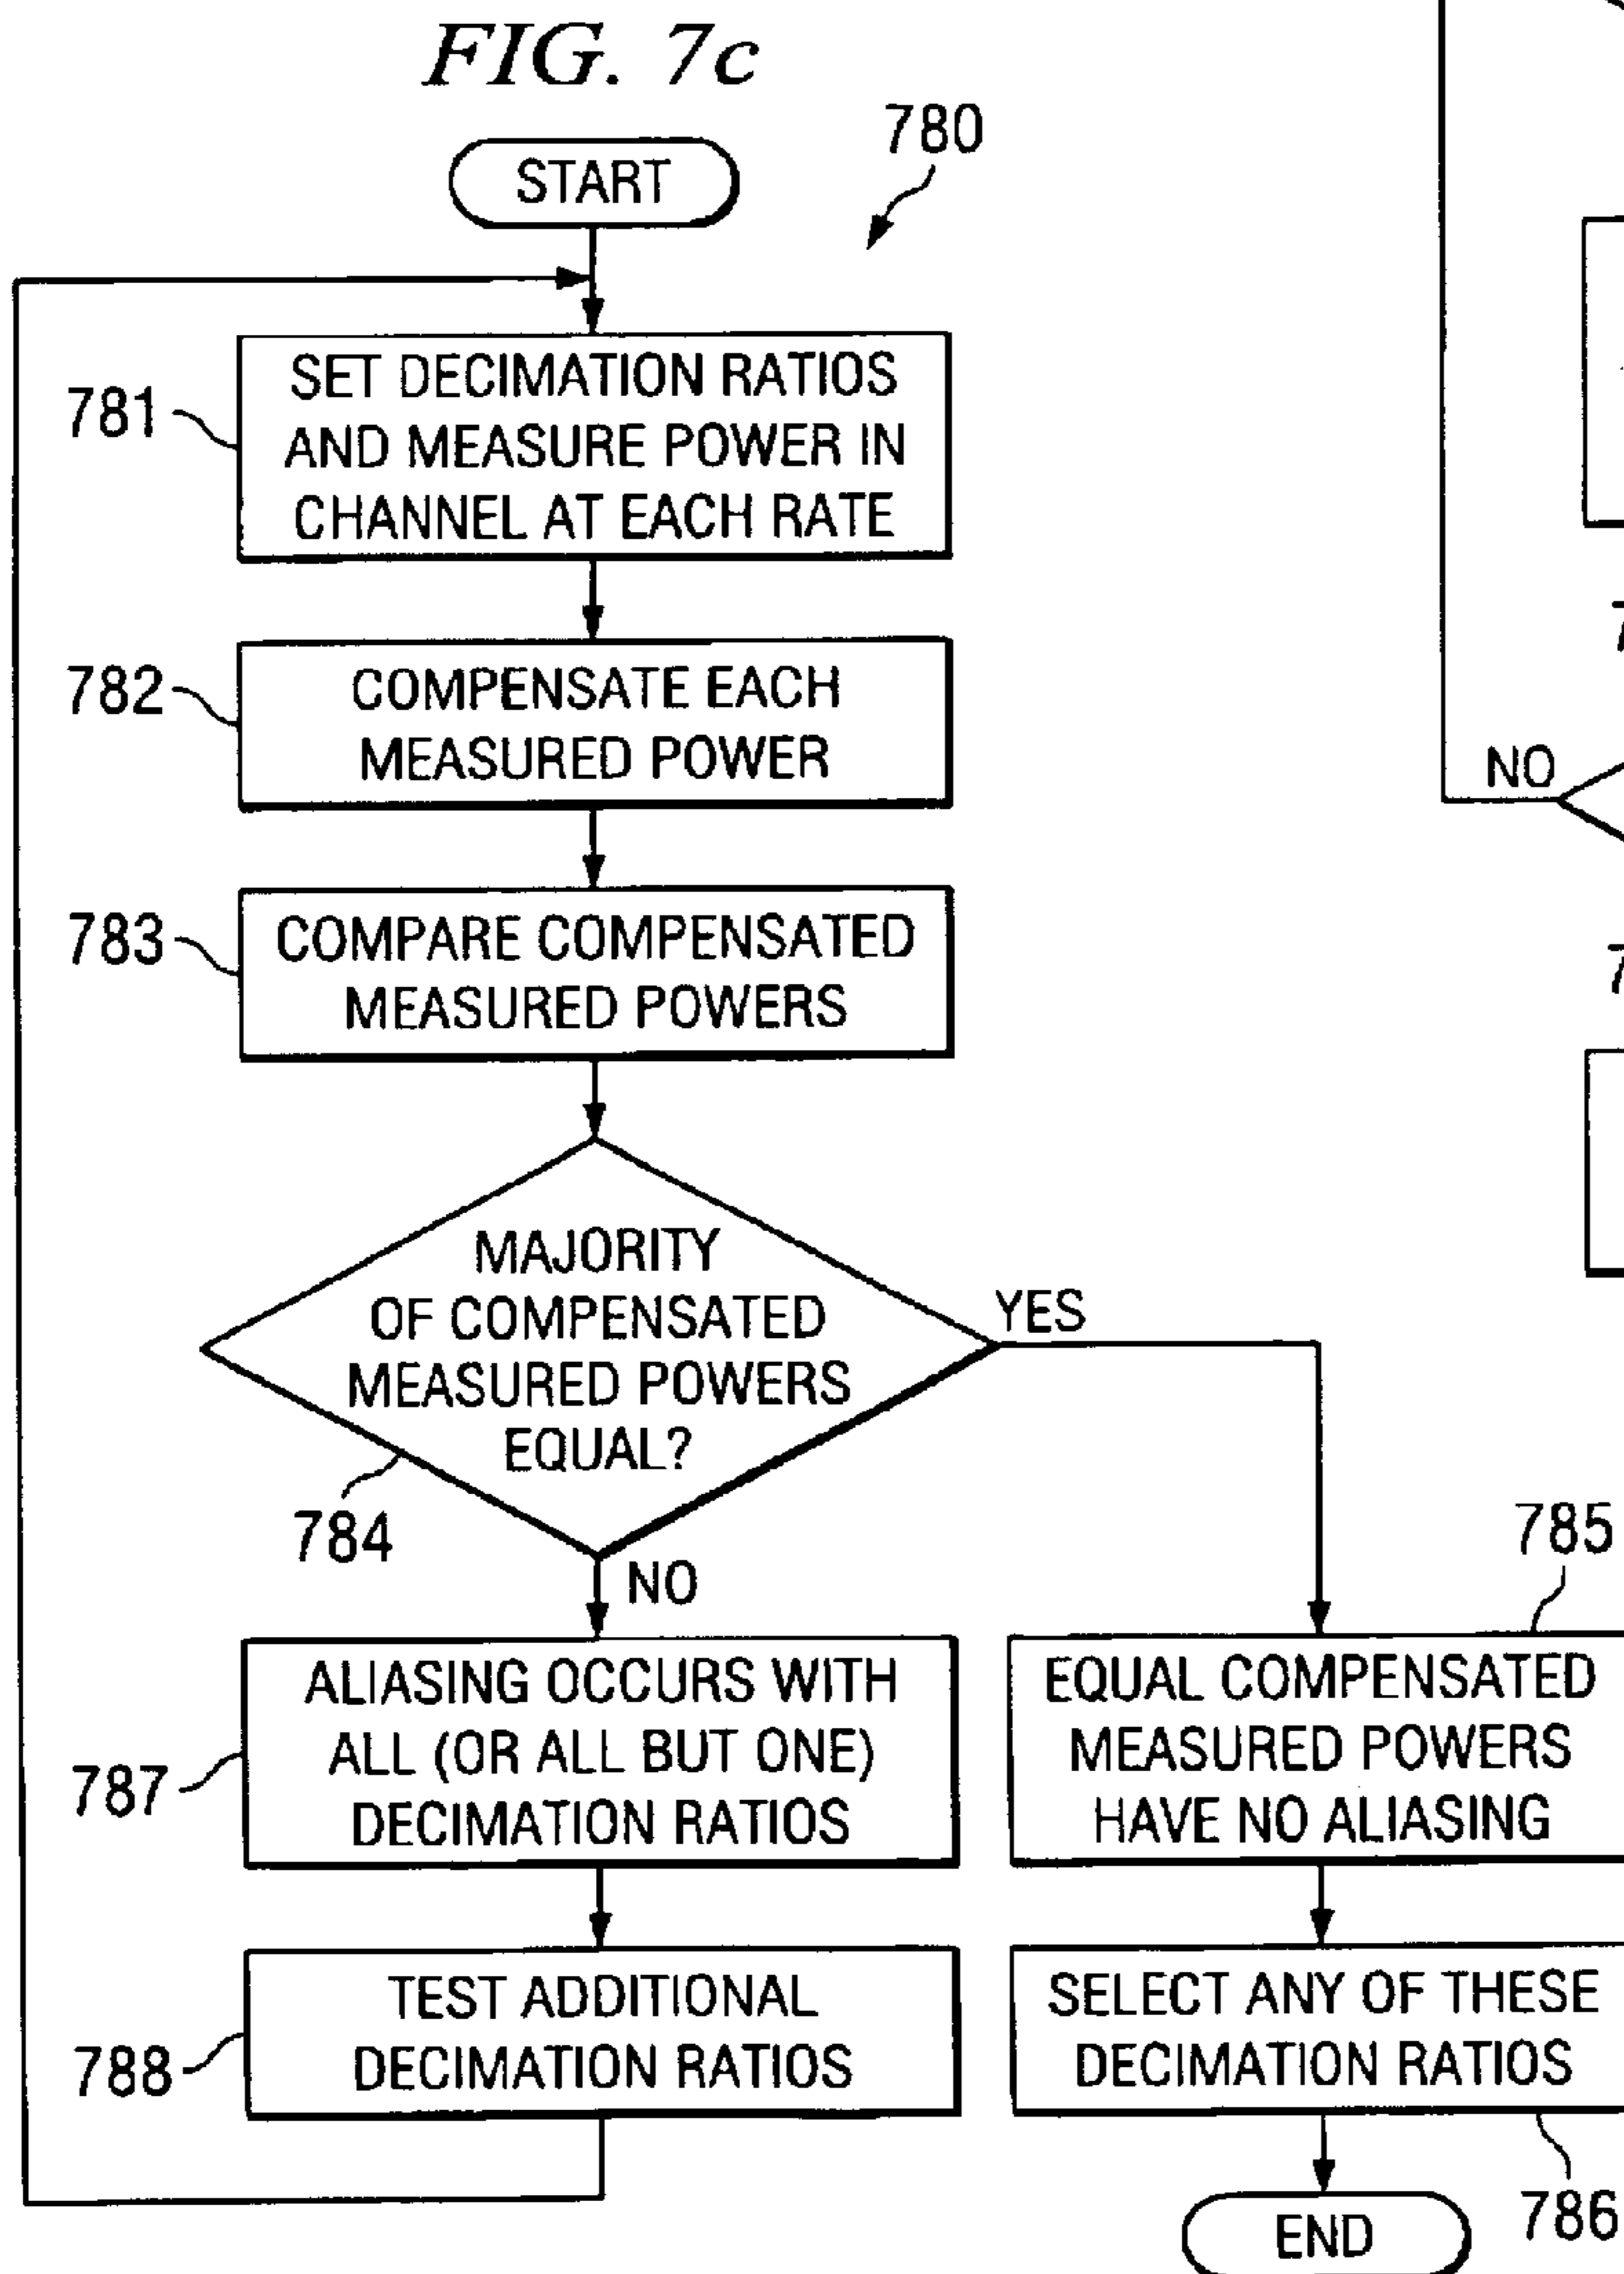 FIG. 7c
780
START
781
SET DECIMATION RATIOS
AND MEASURE POWER IN
CHANNEL AT EACH RATE
782
COMPENSATE EACH
MEASURED POWER
783
COMPARE COMPENSATED
MEASURED POWERS
MAJORITY
OF COMPENSATED
MEASURED POWERS
EQUAL?
784
YES
NO
787
ALIASING OCCURS WITH
ALL (OR ALL BUT ONE)
DECIMATION RATIOS
788
TEST ADDITIONAL
DECIMATION RATIOS
785
EQUAL COMPENSATED
MEASURED POWERS
HAVE NO ALIASING
SELECT ANY OF THESE
DECIMATION RATIOS
786
END
NO